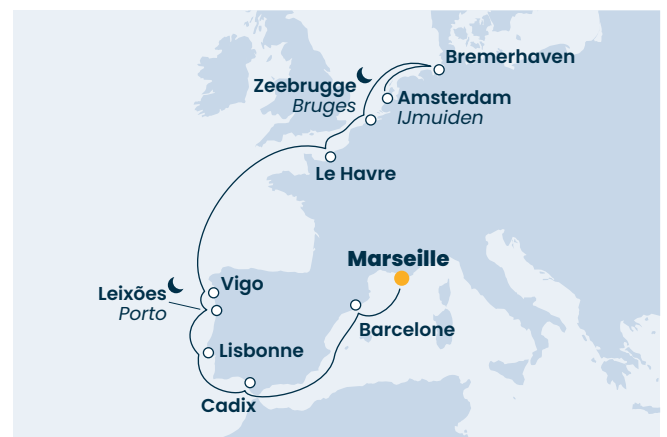 Bremerhaven
Zeebrugge
Bruges
Amsterdam
IJmuiden
Le Havre
Marseille
Vigo
Leixões
Porto
Barcelone
Lisbonne
Cadix